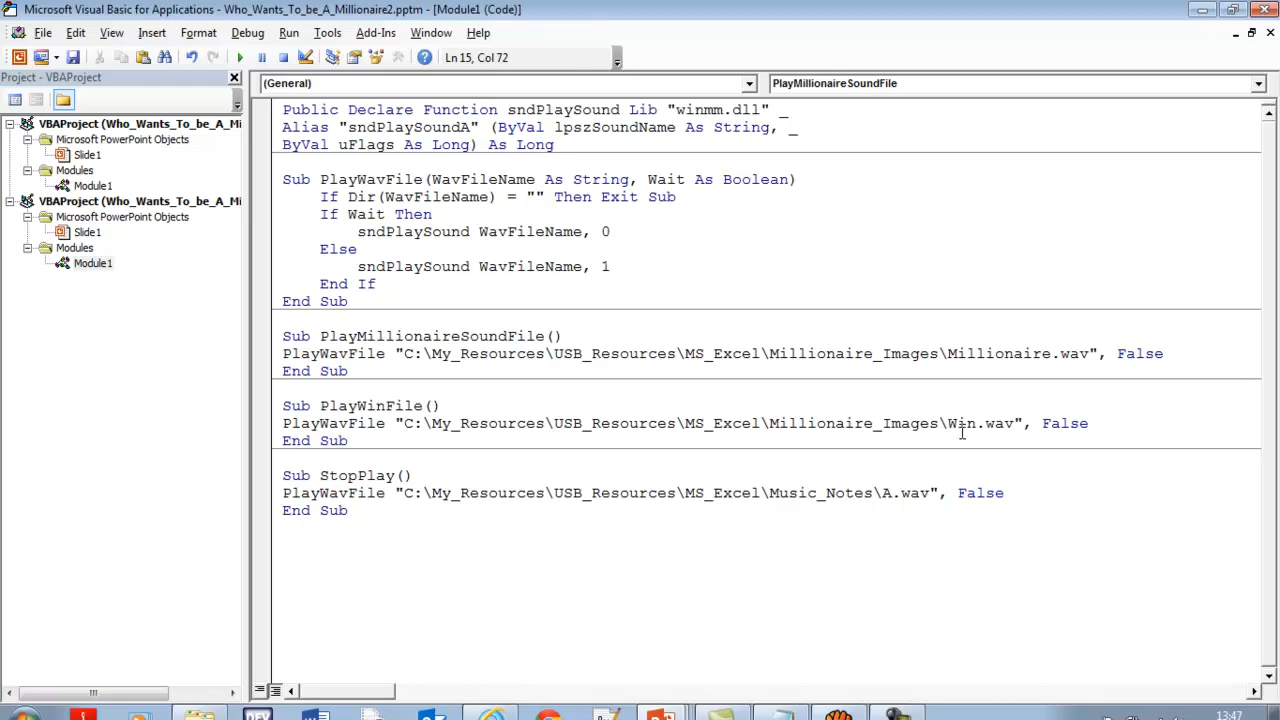 Microsoft Visual Basic for Applications - Who_Wants_To_be_A_Millionaire2.pptm - [Module1 (Code)]
File Edit View Insert Format Debug Run Tools Add-Ins Window Help
Ln 15, Col 72
Project - VBAProject
(General)
PlayMillionaireSoundFile
VBAProject (Who_Wants_To_be_A_Mi
Microsoft PowerPoint Objects
Slide1
Modules
Module1
VBAProject (Who_Wants_To_be_A_Mi
Microsoft PowerPoint Objects
Slide1
Modules
Module1
Public Declare Function sndPlaySound Lib "winmm.dll" _
Alias "sndPlaySoundA" (ByVal lpszSoundName As String, _
ByVal uFlags As Long) As Long
Sub PlayWavFile(WavFileName As String, Wait As Boolean)
If Dir(WavFileName) = "" Then Exit Sub
If Wait Then
sndPlaySound WavFileName, 0
Else
sndPlaySound WavFileName, 1
End If
End Sub
Sub PlayMillionaireSoundFile()
PlayWavFile "C:\My_Resources\USB_Resources\MS_Excel\Millionaire_Images\Millionaire.wav", False
End Sub
Sub PlayWinFile()
PlayWavFile "C:\My_Resources\USB_Resources\MS_Excel\Millionaire_Images\Win.wav", False
End Sub
Sub StopPlay()
PlayWavFile "C:\My_Resources\USB_Resources\MS_Excel\Music_Notes\A.wav", False
End Sub
DEV
13:47